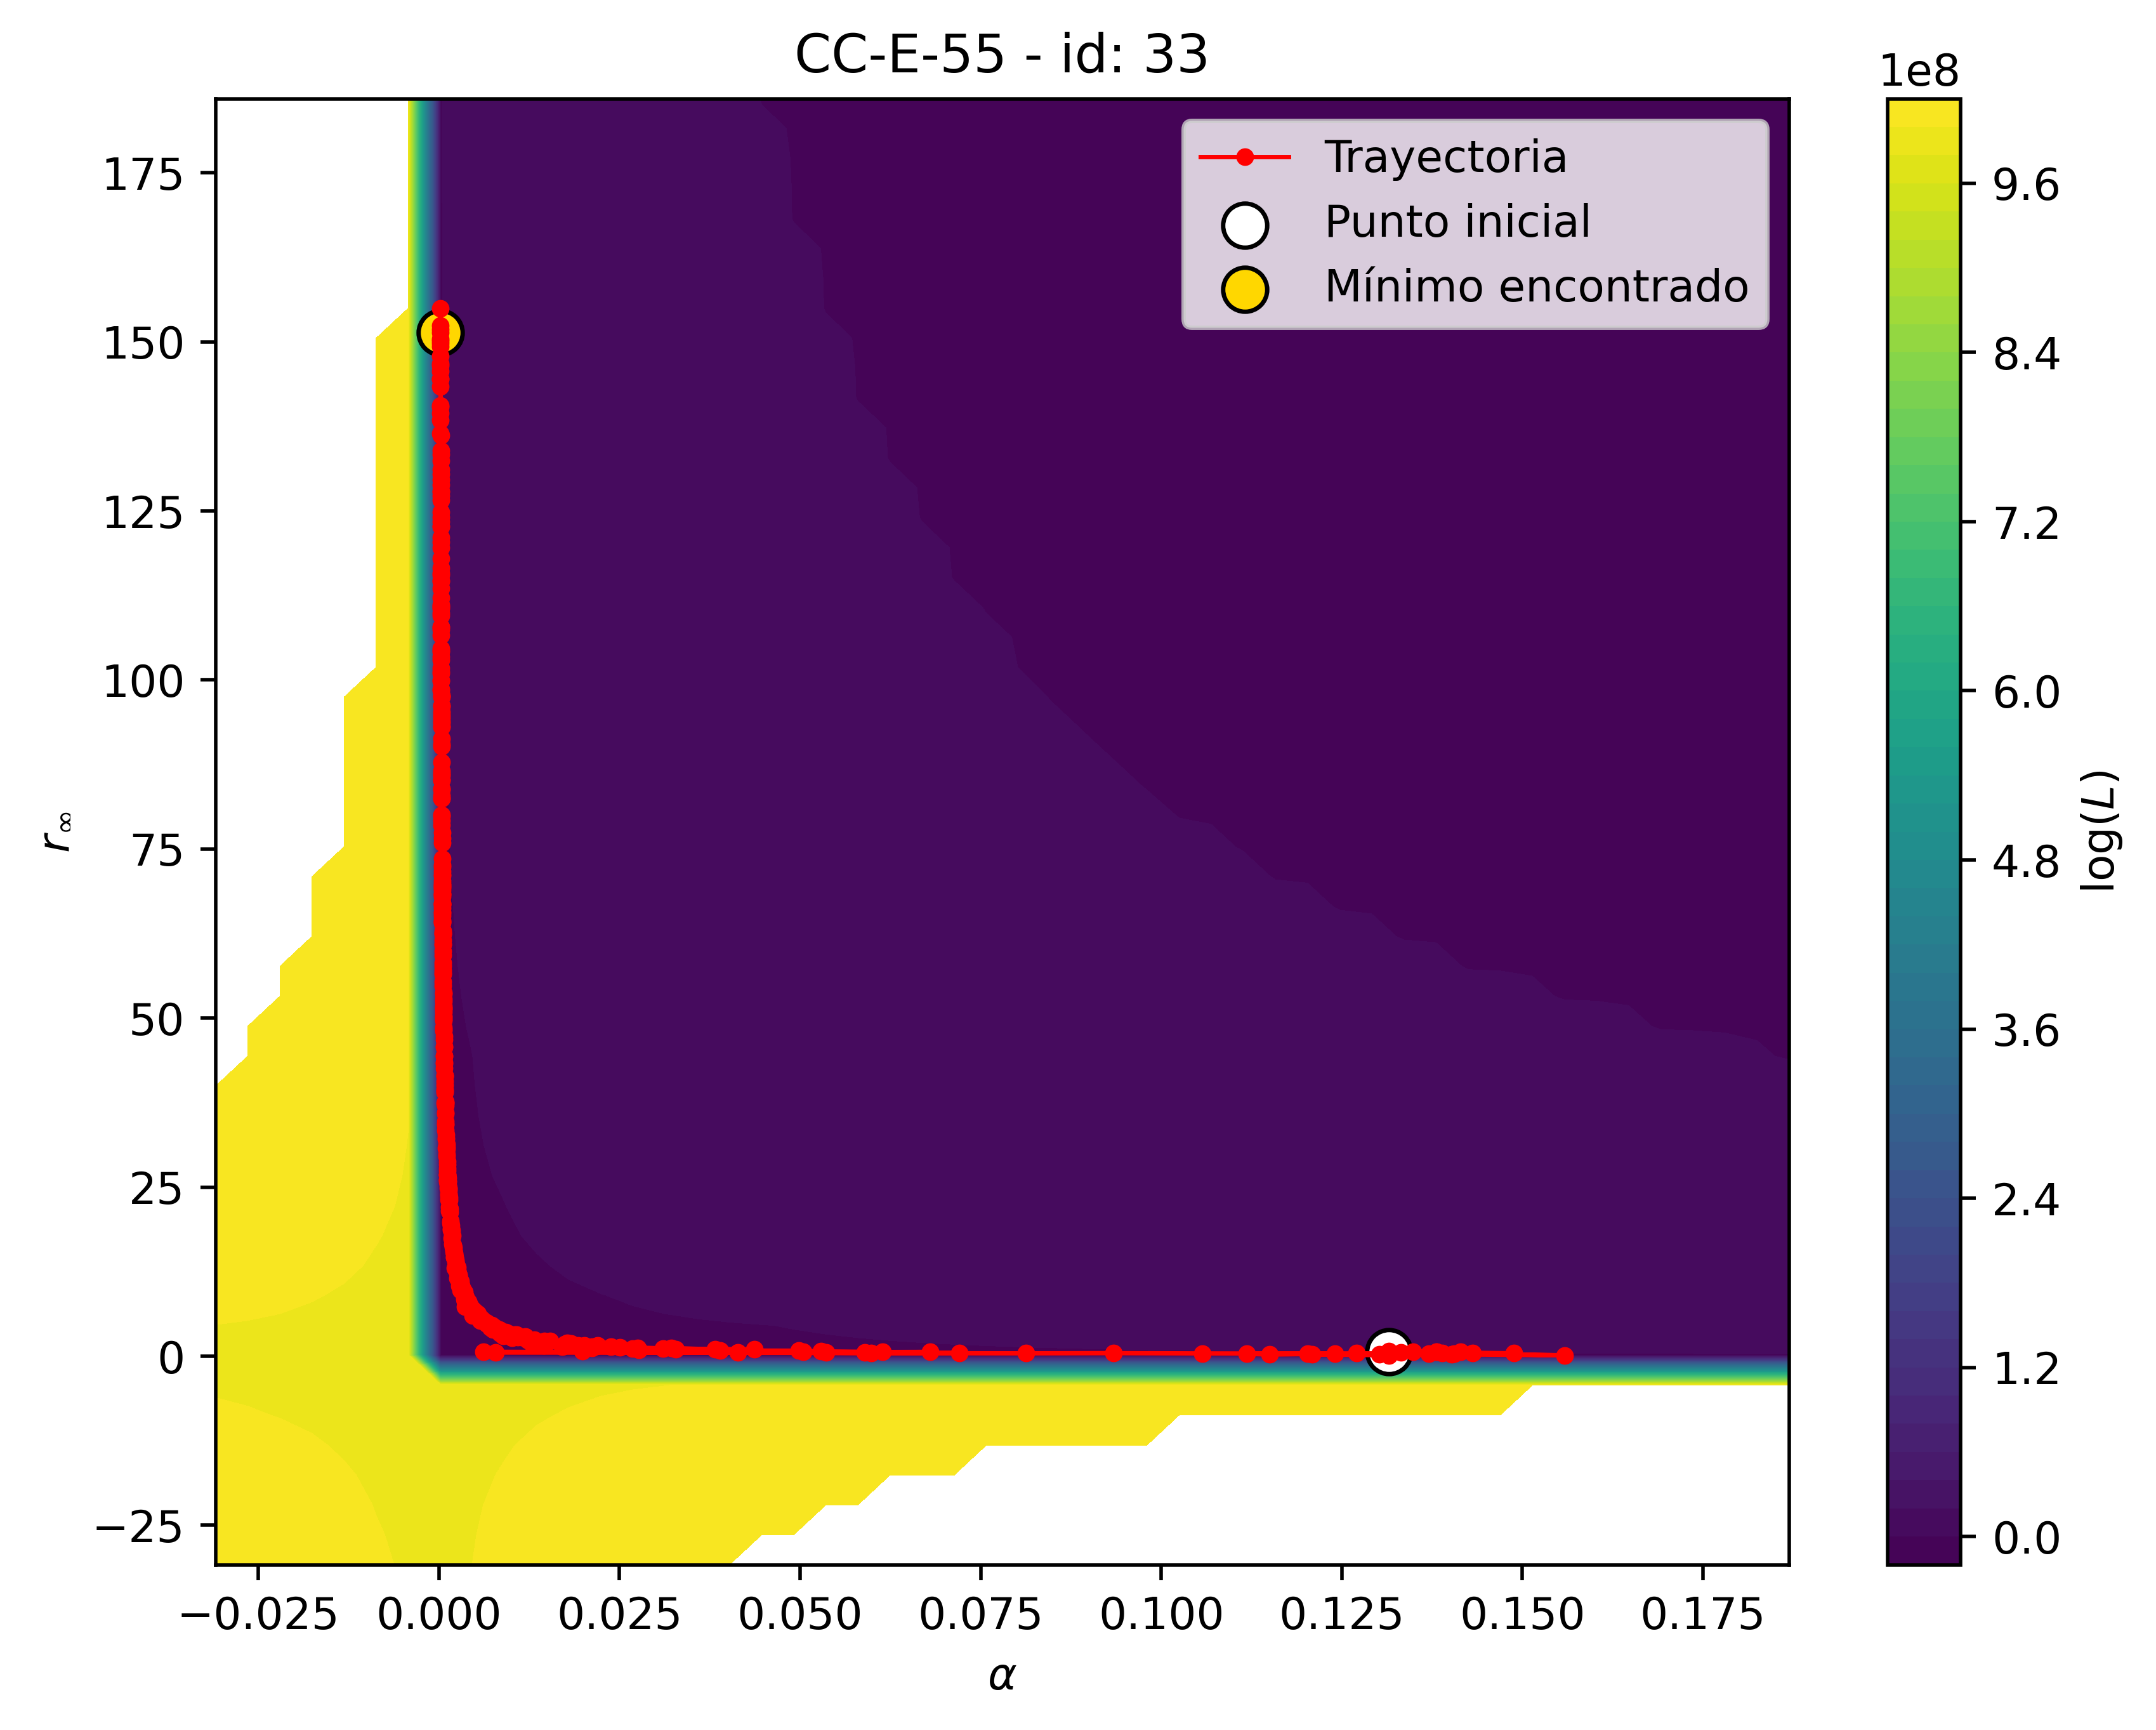 CC-E-55 - id: 33
1e8
Trayectoria
Punto inicial
Mínimo encontrado
175
150
125
100
75
50
25
0
−25
r∞
−0.025 0.000 0.025 0.050 0.075 0.100 0.125 0.150 0.175
α
9.6
8.4
7.2
6.0
4.8
3.6
2.4
1.2
0.0
log(L)